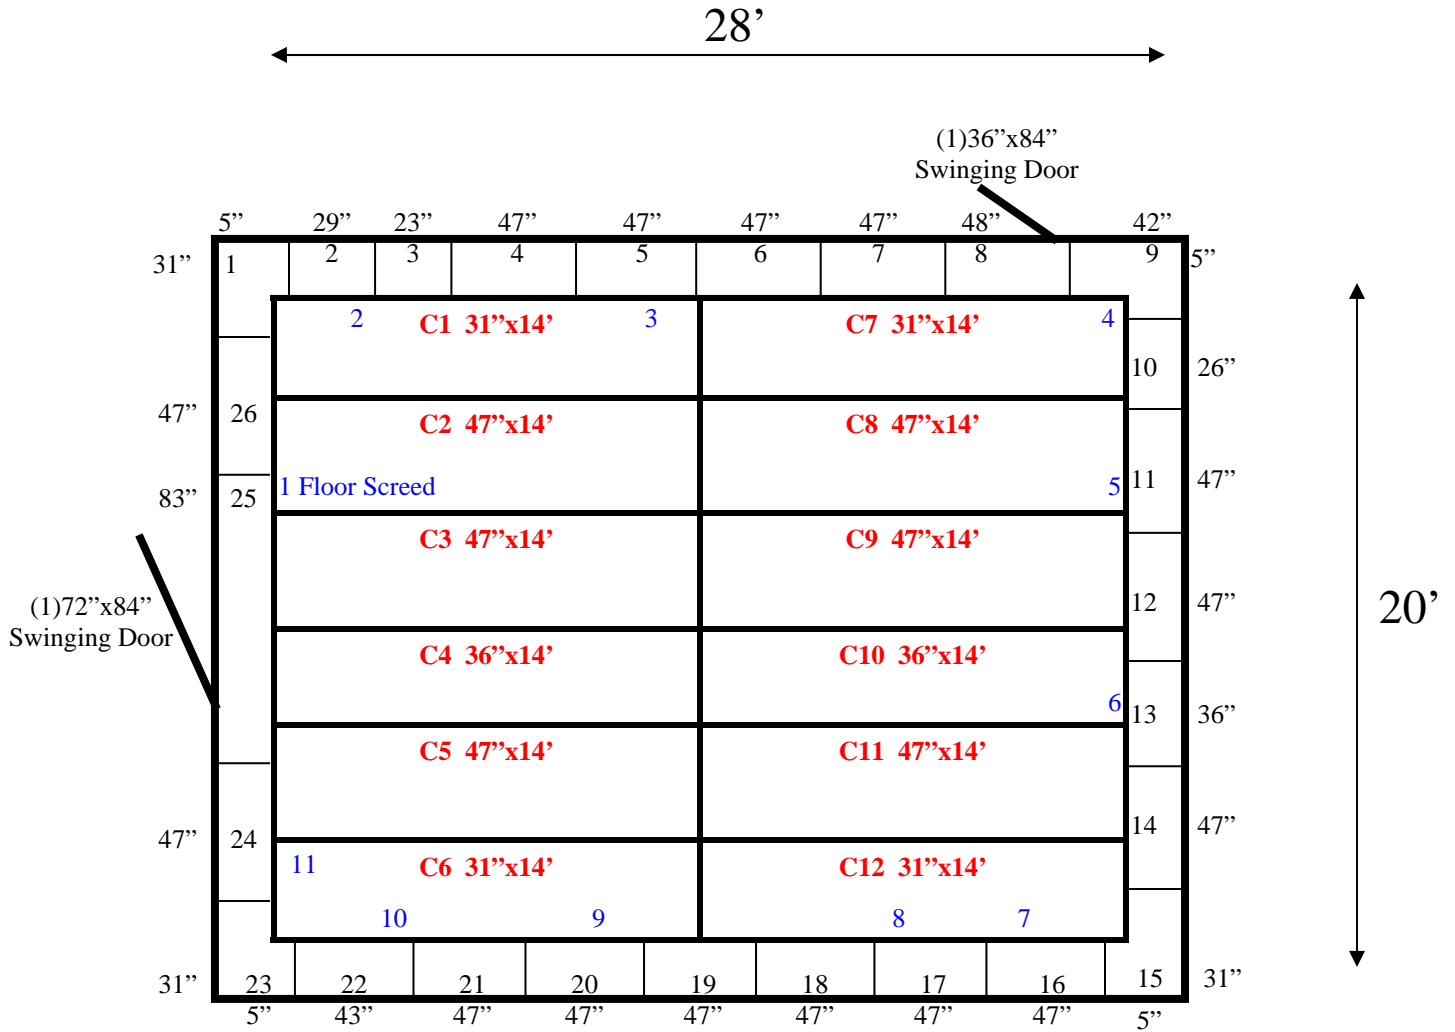 28’
(1)36”x84”
Swinging Door
5” 29” 23” 47” 47” 47” 47” 48” 42”
31” 1 2 3 4 5 6 7 8 9 5”
2 C1 31”x14’ 3 C7 31”x14’ 4
10 26”
47” 26 C2 47”x14’ C8 47”x14’
83” 25 1 Floor Screed 5 11 47”
C3 47”x14’ C9 47”x14’
(1)72”x84” 12 47” 20’
Swinging Door
C4 36”x14’ C10 36”x14’
6 13 36”
C5 47”x14’ C11 47”x14’
47” 24 14 47”
11 C6 31”x14’ C12 31”x14’
10 9 8 7
31” 23 22 21 20 19 18 17 16 15 31”
5” 43” 47” 47” 47” 47” 47” 47” 5”